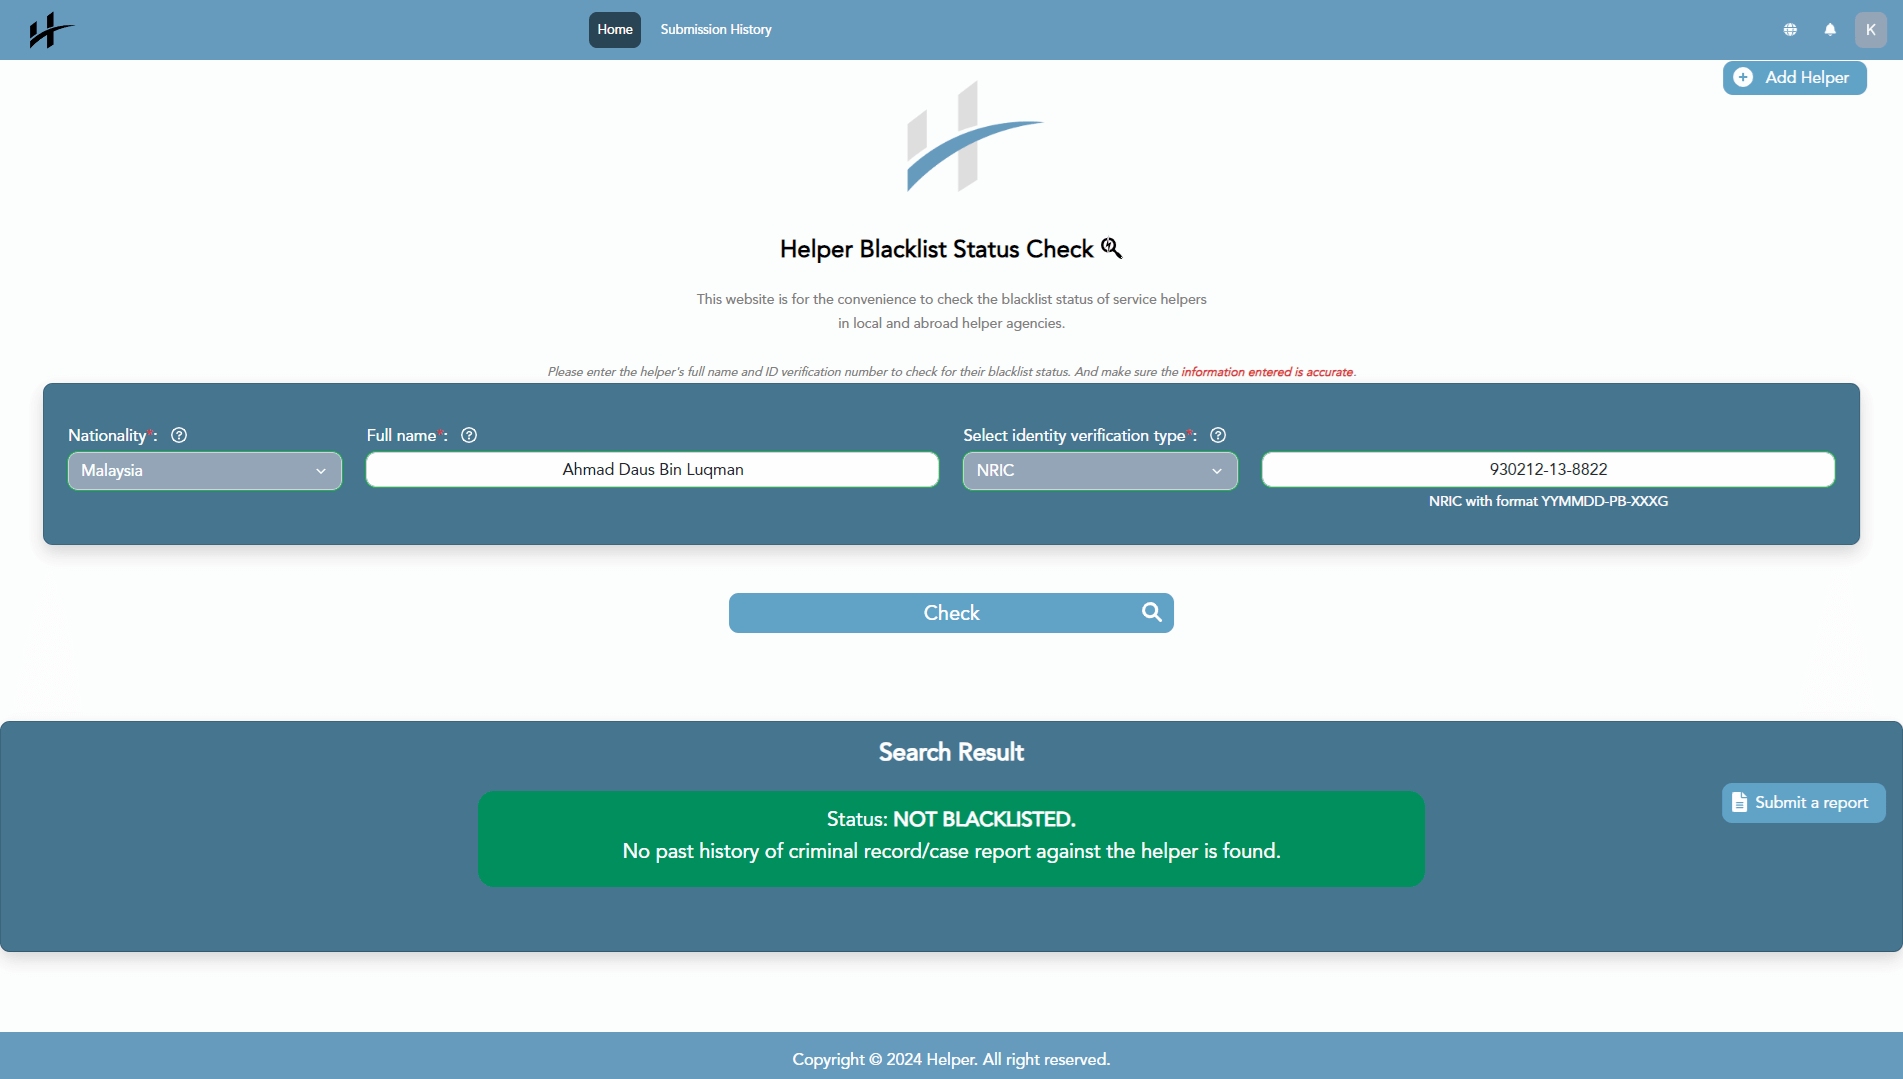 Home
Submission History
K
Add Helper
Helper Blacklist Status Check
This website is for the convenience to check the blacklist status of service helpers
in local and abroad helper agencies.
Please enter the helper's full name and ID verification number to check for their blacklist status. And make sure the information entered is accurate.
Nationality*:
Full name*:
Select identity verification type*:
Malaysia
Ahmad Daus Bin Luqman
NRIC
930212-13-8822
NRIC with format YYMMDD-PB-XXXG
Check
Search Result
Status: NOT BLACKLISTED.
No past history of criminal record/case report against the helper is found.
Submit a report
Copyright © 2024 Helper. All right reserved.